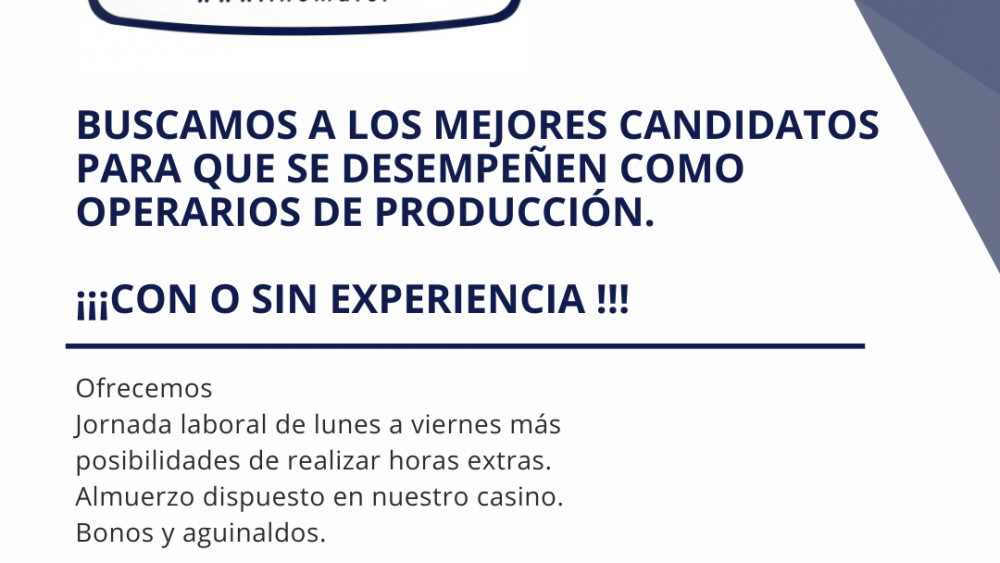 BUSCAMOS A LOS MEJORES CANDIDATOS
PARA QUE SE DESEMPEÑEN COMO
OPERARIOS DE PRODUCCIÓN.
¡¡¡CON O SIN EXPERIENCIA !!!
Ofrecemos
Jornada laboral de lunes a viernes más
posibilidades de realizar horas extras.
Almuerzo dispuesto en nuestro casino.
Bonos y aguinaldos.